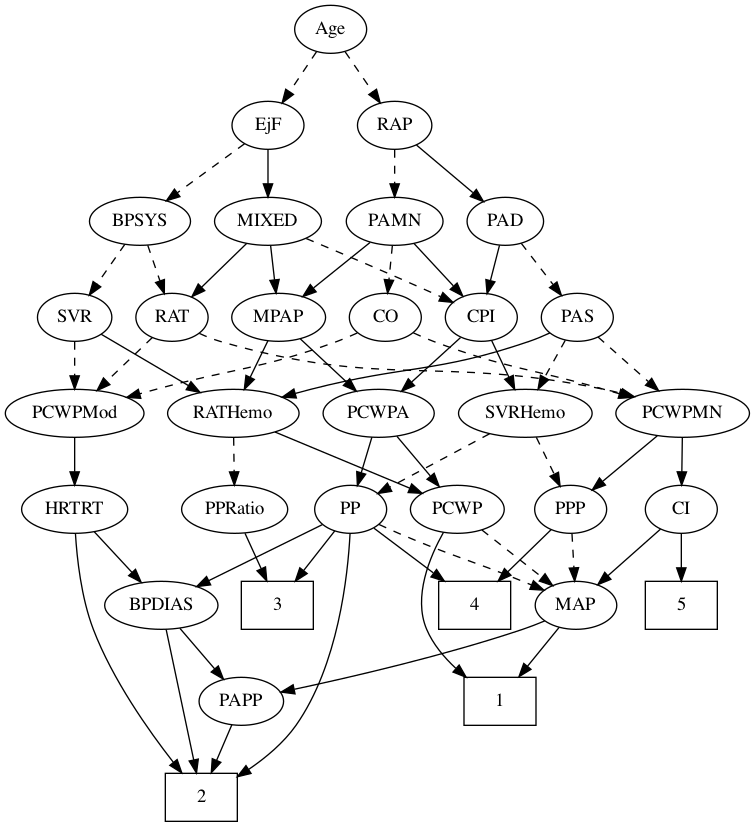 Age
EjF
RAP
BPSYS
MIXED
PAMN
PAD
SVR
RAT
MPAP
CO
CPI
PAS
PCWPMod
RATHemo
PCWPA
SVRHemo
PCWPMN
HRTRT
PPRatio
PP
PCWP
PPP
CI
BPDIAS
3
4
MAP
5
PAPP
1
2